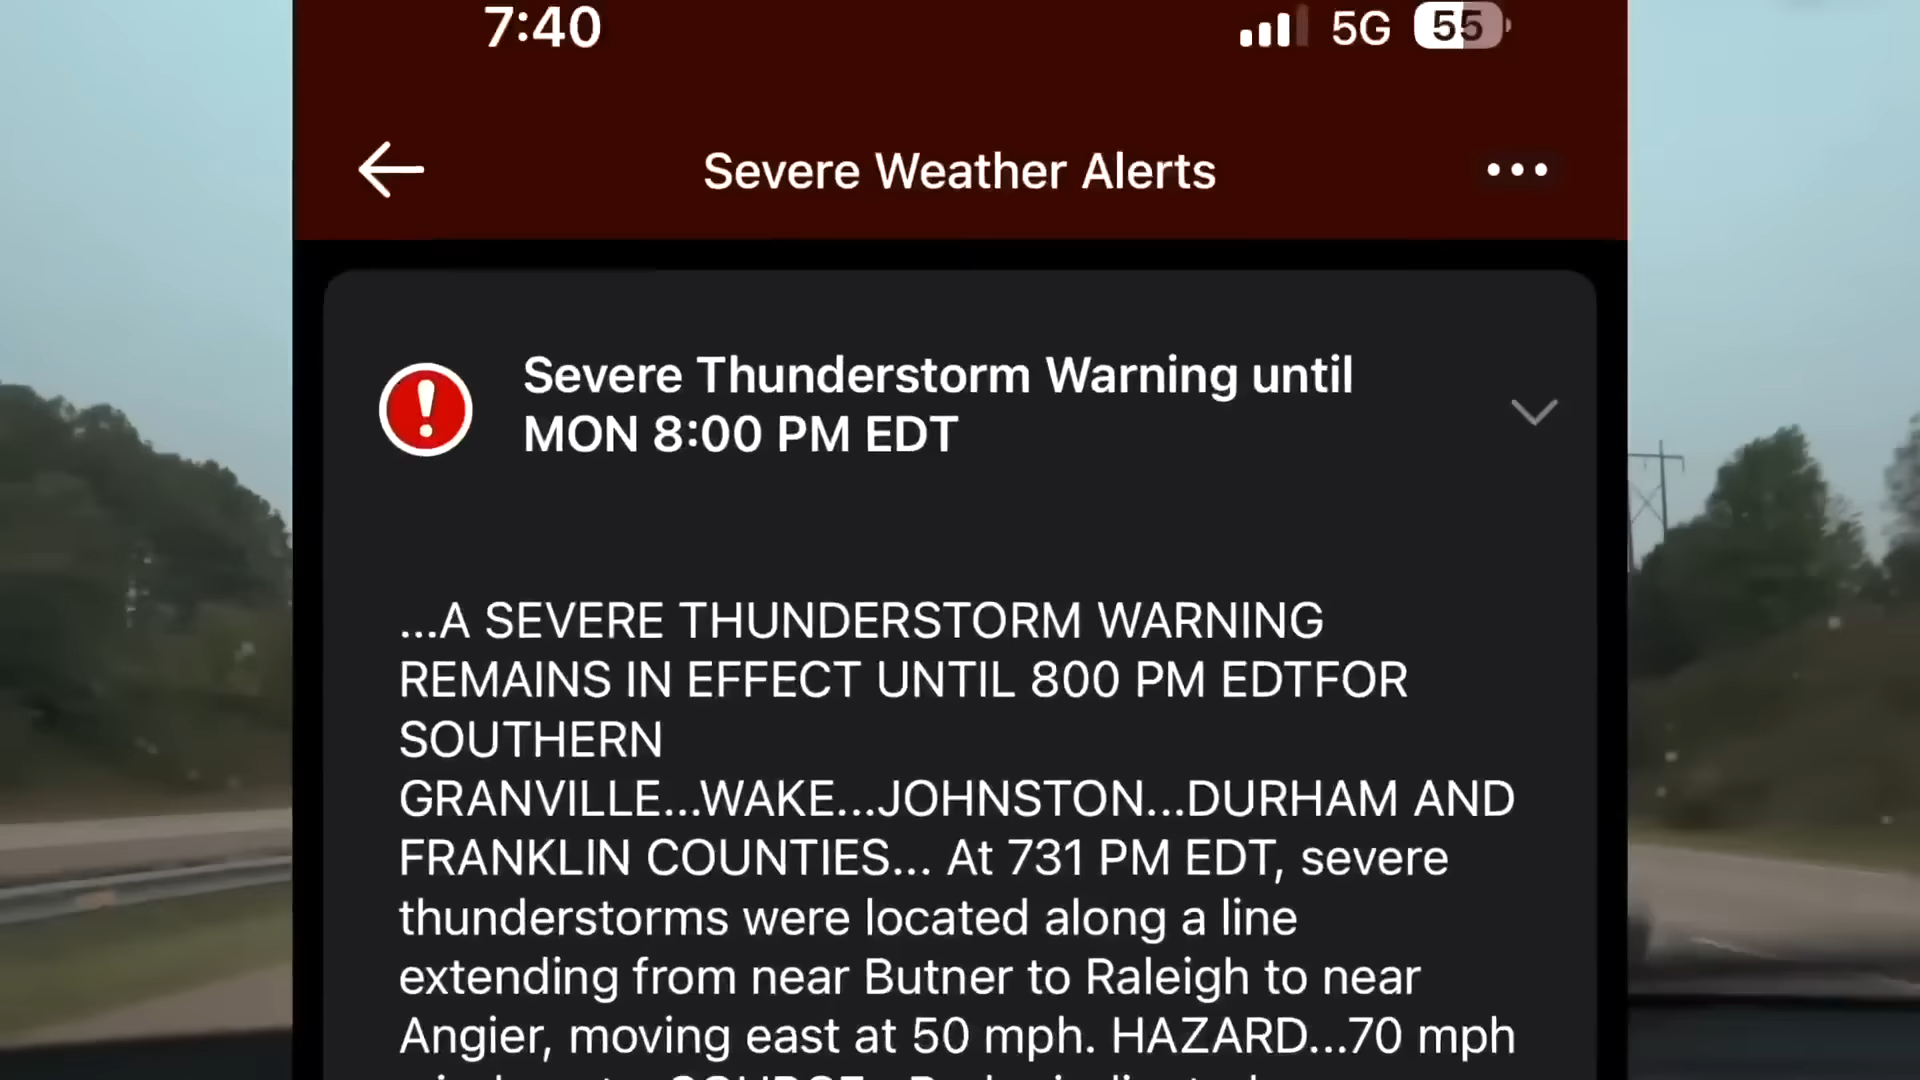 7:40
5G 55
Severe Weather Alerts
Severe Thunderstorm Warning until
MON 8:00 PM EDT
...A SEVERE THUNDERSTORM WARNING
REMAINS IN EFFECT UNTIL 800 PM EDTFOR
SOUTHERN
GRANVILLE...WAKE...JOHNSTON...DURHAM AND
FRANKLIN COUNTIES... At 731 PM EDT, severe
thunderstorms were located along a line
extending from near Butner to Raleigh to near
Angier, moving east at 50 mph. HAZARD...70 mph